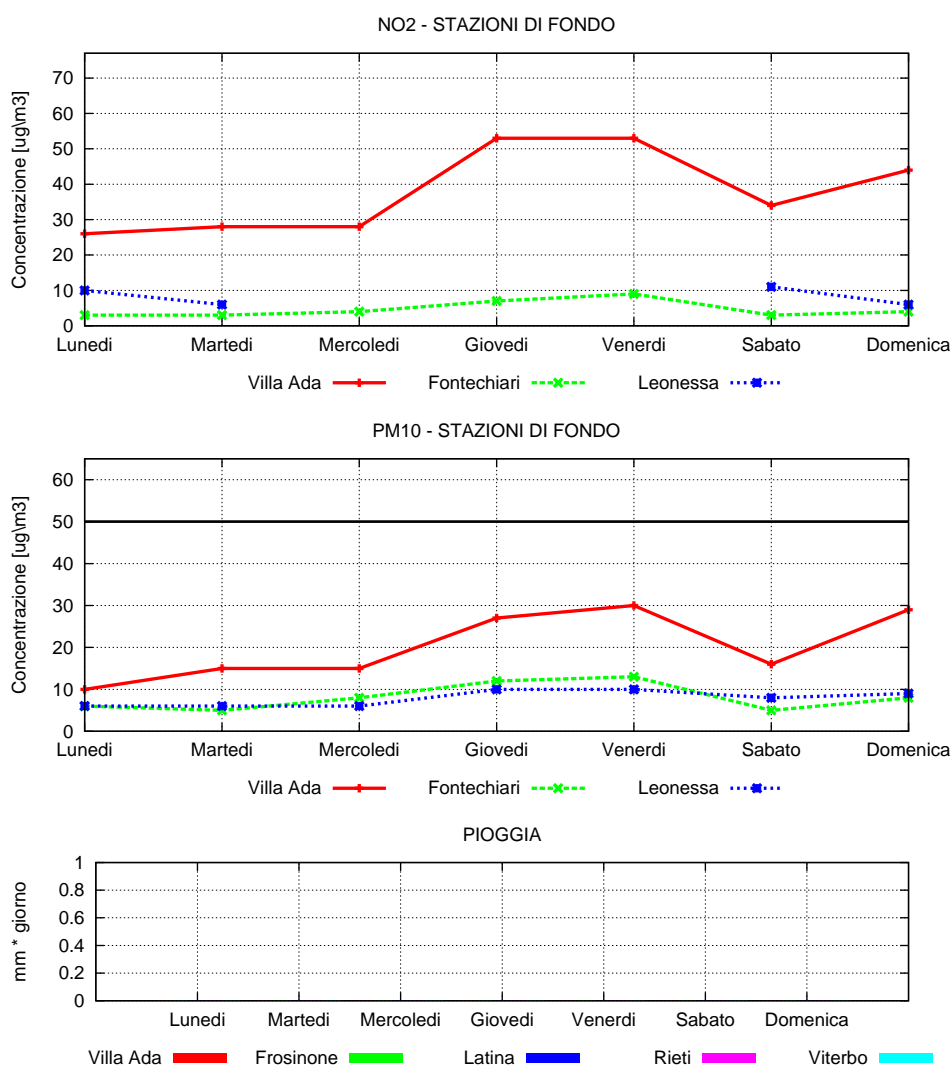 NO2 - STAZIONI DI FONDO
Concentrazione [ug\m3]
70
60
50
40
30
20
10
0
Lunedi Martedi Mercoledi Giovedi Venerdi Sabato Domenica
Villa Ada Fontechiari Leonessa
PM10 - STAZIONI DI FONDO
Concentrazione [ug\m3]
60
50
40
30
20
10
0
Lunedi Martedi Mercoledi Giovedi Venerdi Sabato Domenica
Villa Ada Fontechiari Leonessa
PIOGGIA
mm * giorno
1
0.8
0.6
0.4
0.2
0
Lunedi Martedi Mercoledi Giovedi Venerdi Sabato Domenica
Villa Ada Frosinone Latina Rieti Viterbo